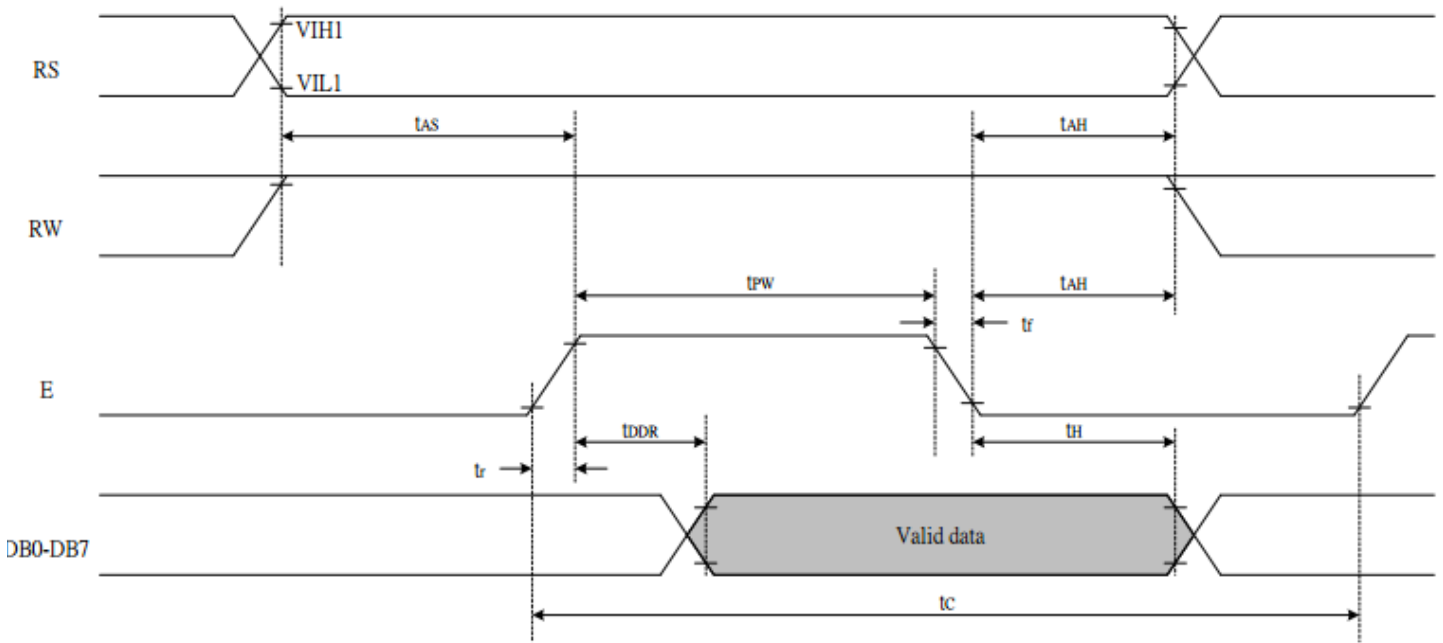 VIH1
RS
VIL1
tAS
tAH
RW
tPW
tAH
tf
E
tDDR
tH
tr
Valid data
DB0-DB7
tC